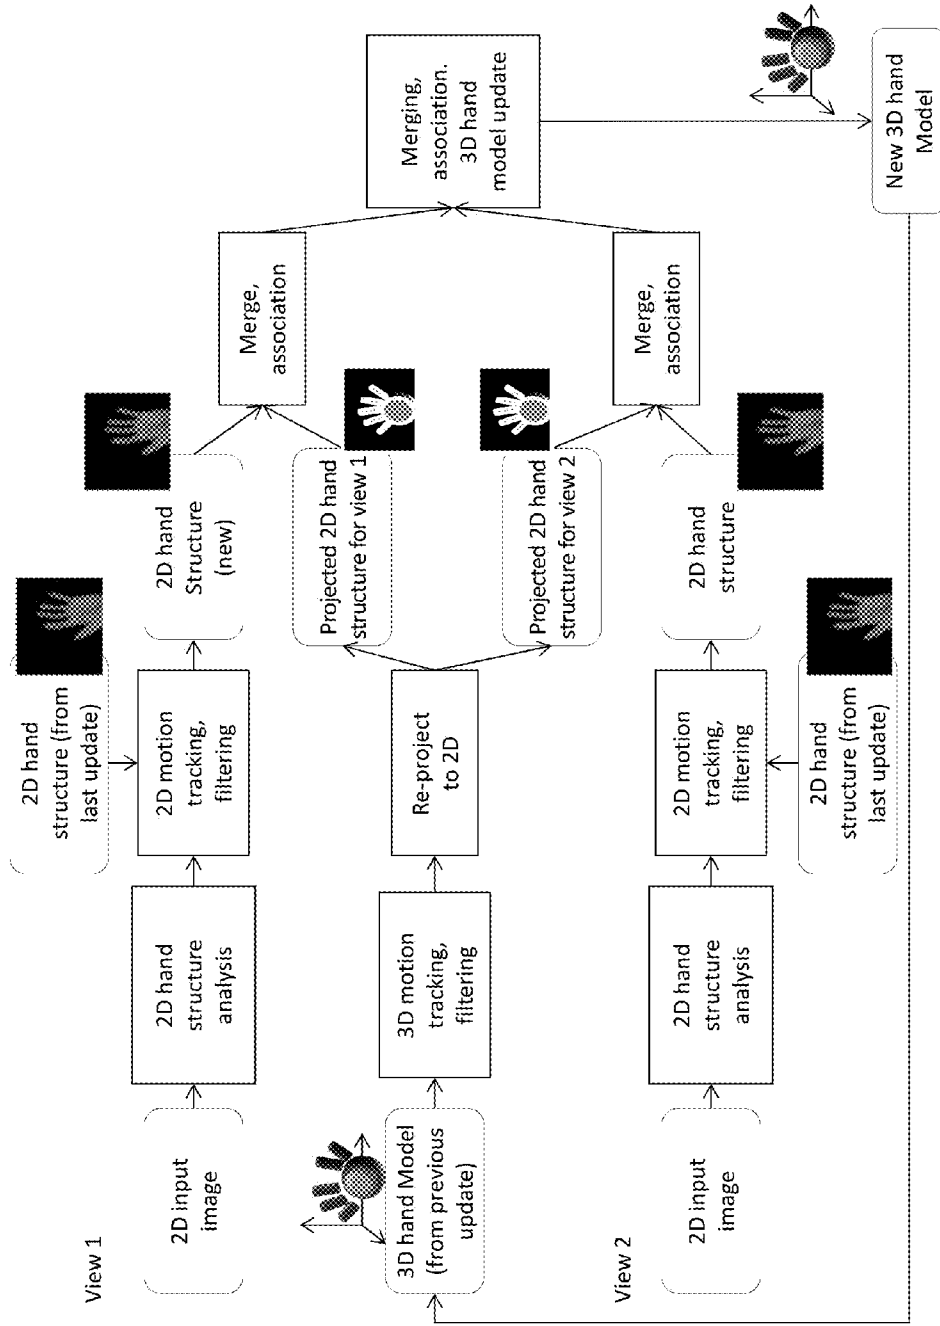 View 1
2D input
image
2D hand
structure
analysis
2D hand
structure (from
last update)
2D motion
tracking,
filtering
2D hand
Structure
(new)
Merge,
association
3D hand Model
(from previous
update)
3D motion
tracking,
filtering
Re-project
to 2D
Projected 2D hand
structure for view 1
Projected 2D hand
structure for view 2
Merging,
association.
3D hand
model update
View 2
2D input
image
2D hand
structure
analysis
2D motion
tracking,
filtering
2D hand
structure (from
last update)
2D hand
structure
Merge,
association
New 3D hand
Model